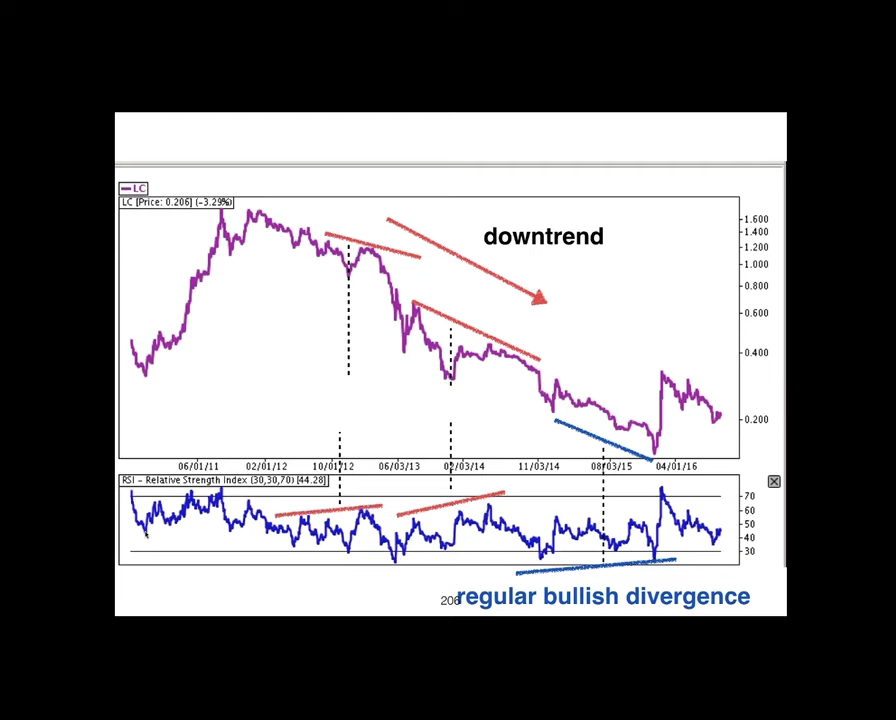 LC
LC [Price: 0.206] (-3.29%)
downtrend
1.600
1.400
1.200
1.000
0.800
0.600
0.400
0.200
06/01/11 02/01/12 10/01/12 06/03/13 02/03/14 11/03/14 08/03/15 04/01/16
RSI - Relative Strength Index (30,30,70) [44.28]
70
60
50
40
30
206
regular bullish divergence